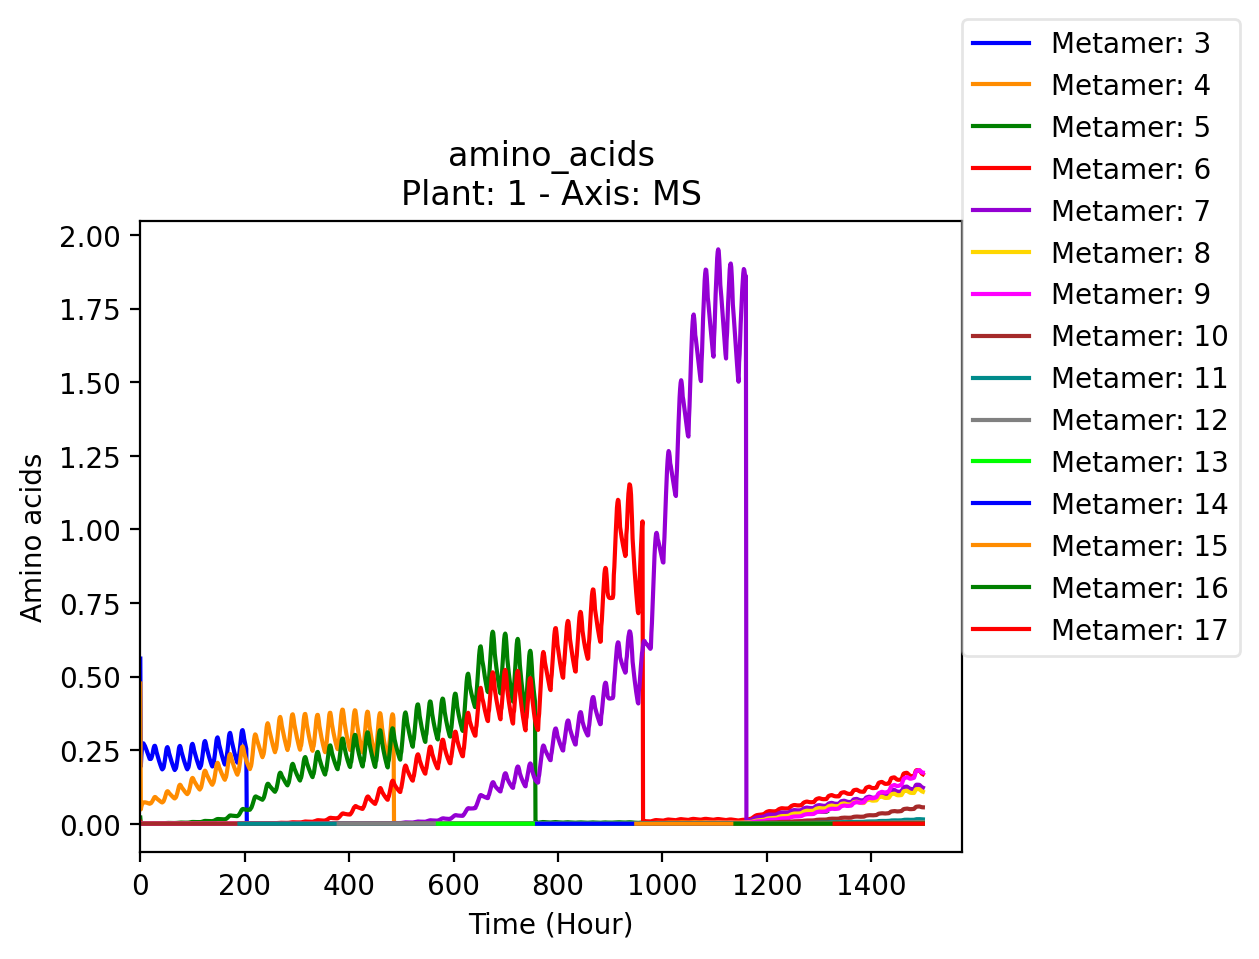 amino_acids
Plant: 1 - Axis: MS
Amino acids
2.00
1.75
1.50
1.25
1.00
0.75
0.50
0.25
0.00
0 200 400 600 800 1000 1200 1400
Time (Hour)
Metamer: 3
Metamer: 4
Metamer: 5
Metamer: 6
Metamer: 7
Metamer: 8
Metamer: 9
Metamer: 10
Metamer: 11
Metamer: 12
Metamer: 13
Metamer: 14
Metamer: 15
Metamer: 16
Metamer: 17